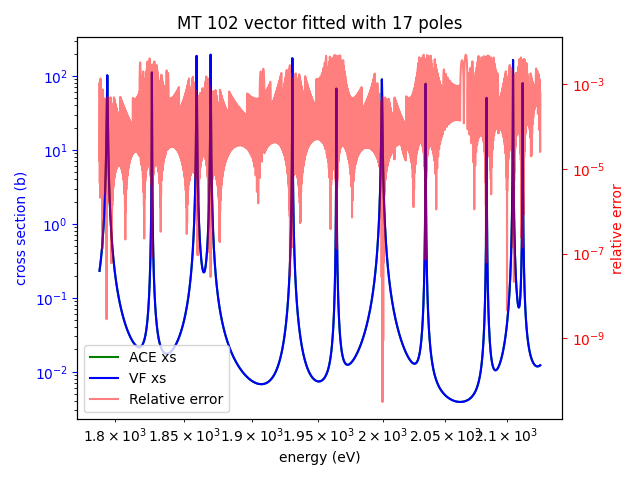 MT 102 vector fitted with 17 poles
cross section (b)
10²
10¹
10⁰
10⁻¹
10⁻²
10⁻³
10⁻⁵
10⁻⁷
10⁻⁹
relative error
ACE xs
VF xs
Relative error
1.8 × 10³ 1.85 × 10³ 1.9 × 10³ 1.95 × 10³ 2 × 10³ 2.05 × 10³ 2.1 × 10³
energy (eV)